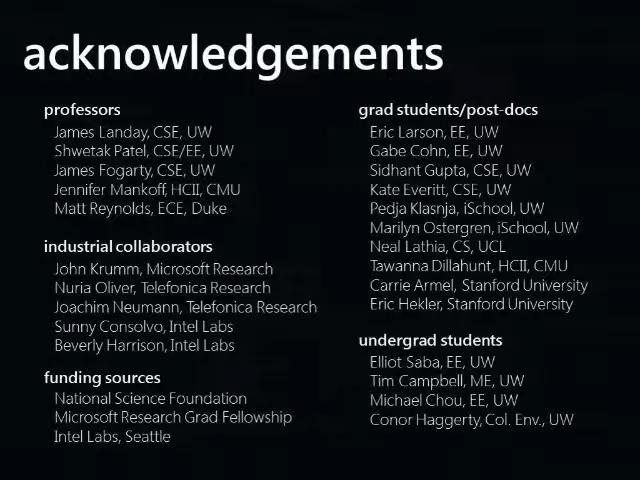 acknowledgements
professors
James Landay, CSE, UW
Shwetak Patel, CSE/EE, UW
James Fogarty, CSE, UW
Jennifer Mankoff, HCII, CMU
Matt Reynolds, ECE, Duke
industrial collaborators
John Krumm, Microsoft Research
Nuria Oliver, Telefonica Research
Joachim Neumann, Telefonica Research
Sunny Consolvo, Intel Labs
Beverly Harrison, Intel Labs
funding sources
National Science Foundation
Microsoft Research Grad Fellowship
Intel Labs, Seattle
grad students/post-docs
Eric Larson, EE, UW
Gabe Cohn, EE, UW
Sidhant Gupta, CSE, UW
Kate Everitt, CSE, UW
Pedja Klasnja, iSchool, UW
Marilyn Ostergren, iSchool, UW
Neal Lathia, CS, UCL
Tawanna Dillahunt, HCII, CMU
Carrie Armel, Stanford University
Eric Hekler, Stanford University
undergrad students
Elliot Saba, EE, UW
Tim Campbell, ME, UW
Michael Chou, EE, UW
Conor Haggerty, Col. Env., UW